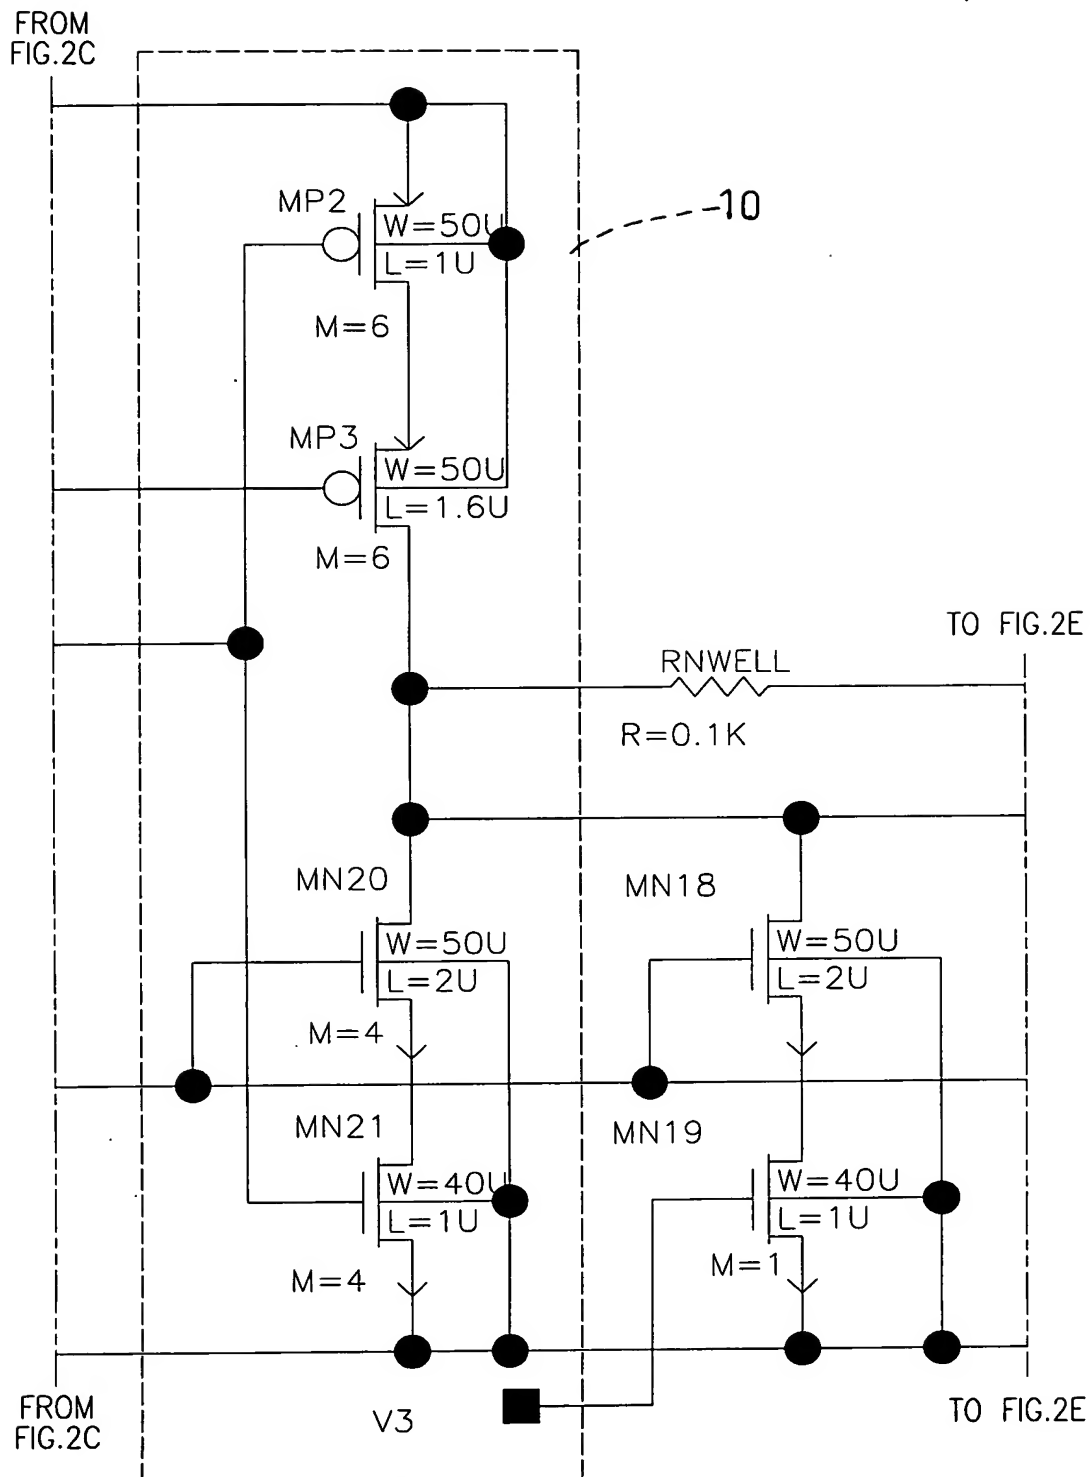 FROM
FIG.2C
MP2
W=50U
L=1U
M=6
10
MP3
W=50U
L=1.6U
M=6
TO FIG.2E
RNWELL
R=0.1K
MN20
W=50U
L=2U
M=4
MN18
W=50U
L=2U
MN21
W=40U
L=1U
M=4
MN19
W=40U
L=1U
M=1
FROM
FIG.2C
V3
TO FIG.2E